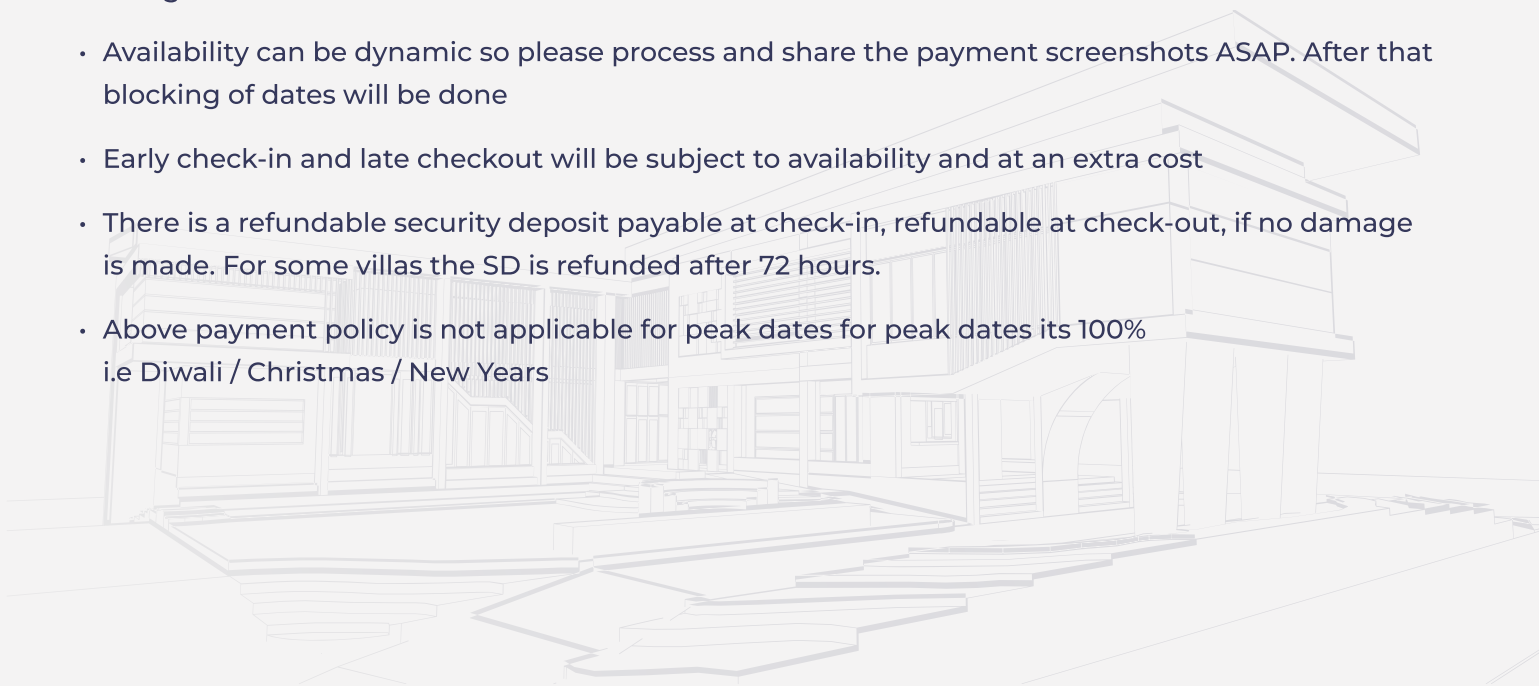 • Availability can be dynamic so please process and share the payment screenshots ASAP. After that
blocking of dates will be done
• Early check-in and late checkout will be subject to availability and at an extra cost
• There is a refundable security deposit payable at check-in, refundable at check-out, if no damage
is made. For some villas the SD is refunded after 72 hours.
• Above payment policy is not applicable for peak dates for peak dates its 100%
i.e Diwali / Christmas / New Years